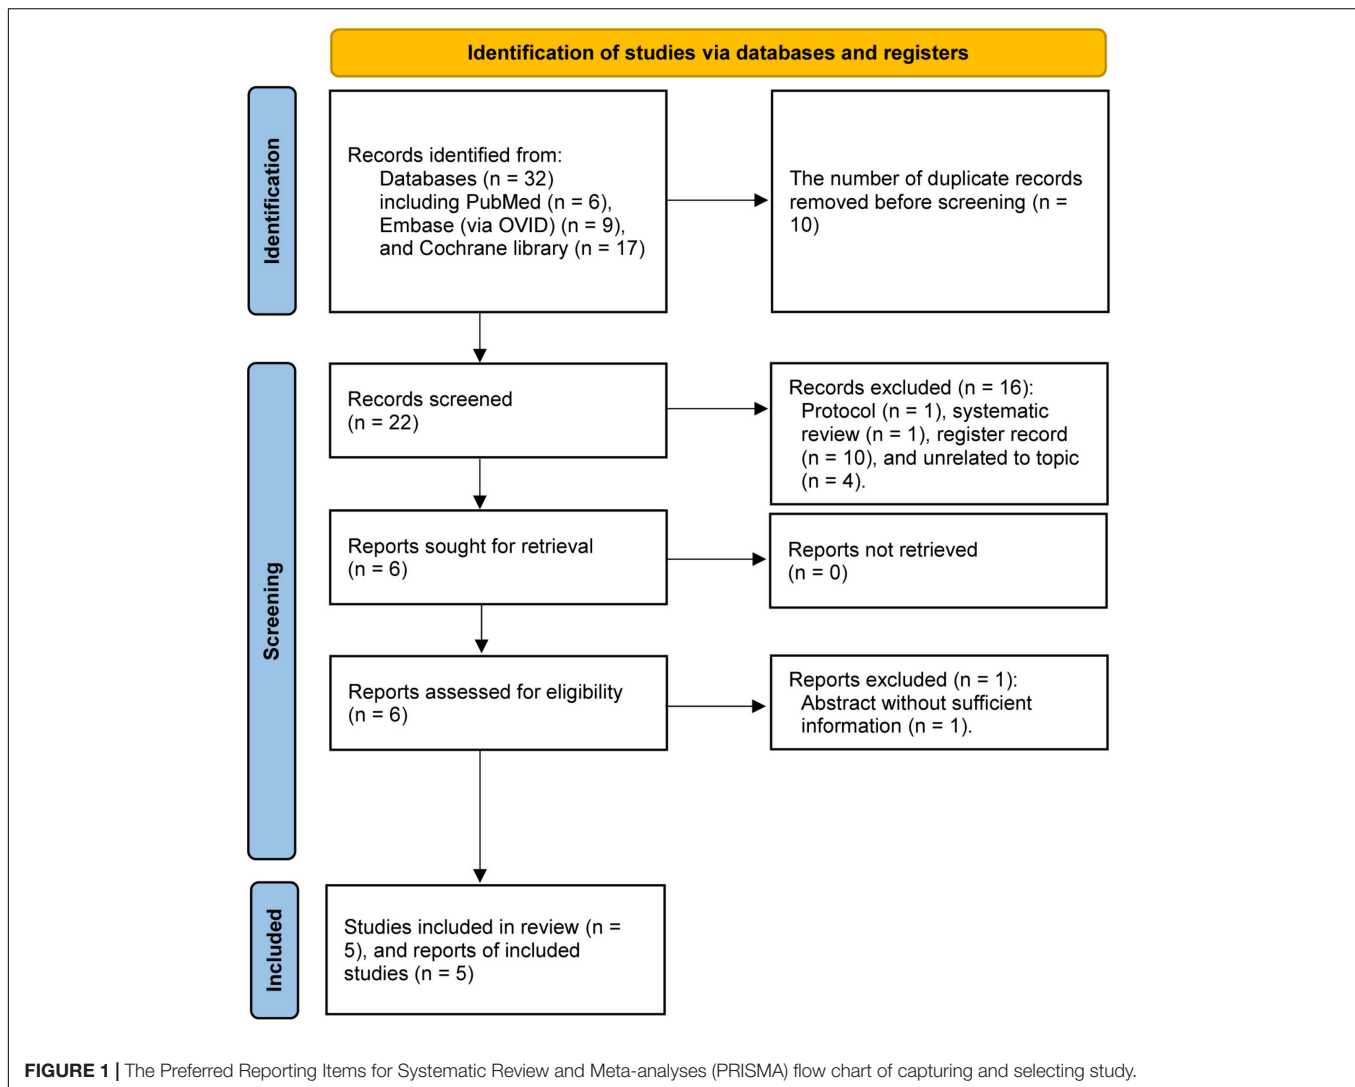 Identification of studies via databases and registers
Identification
Records identified from:
Databases (n = 32)
including PubMed (n = 6),
Embase (via OVID) (n = 9),
and Cochrane library (n = 17)
The number of duplicate records
removed before screening (n =
10)
Screening
Records screened
(n = 22)
Records excluded (n = 16):
Protocol (n = 1), systematic
review (n = 1), register record
(n = 10), and unrelated to topic
(n = 4).
Reports sought for retrieval
(n = 6)
Reports not retrieved
(n = 0)
Reports assessed for eligibility
(n = 6)
Reports excluded (n = 1):
Abstract without sufficient
information (n = 1).
Included
Studies included in review (n =
5), and reports of included
studies (n = 5)
FIGURE 1 | The Preferred Reporting Items for Systematic Review and Meta-analyses (PRISMA) flow chart of capturing and selecting study.